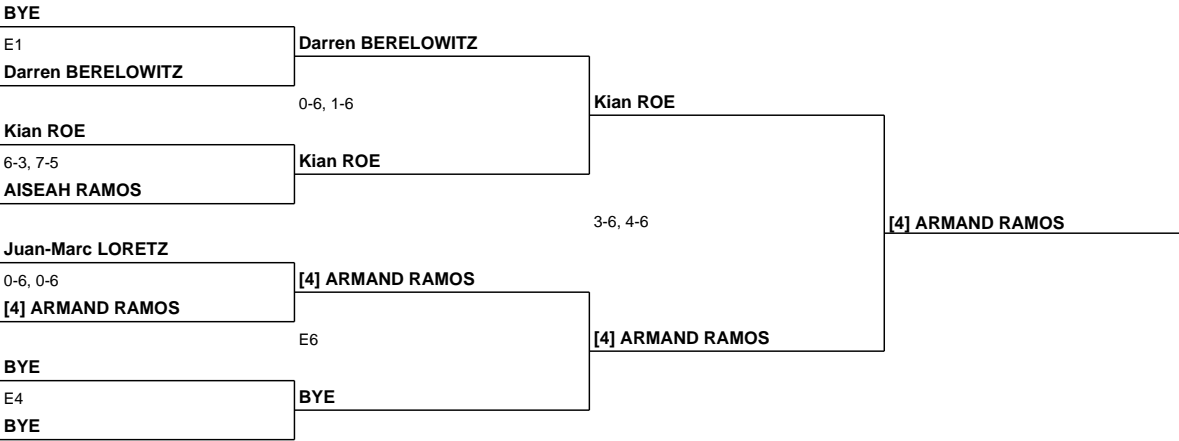 BYE
E1
Darren BERELOWITZ
Darren BERELOWITZ
0-6, 1-6
Kian ROE
Kian ROE
6-3, 7-5
Kian ROE
AISEAH RAMOS
3-6, 4-6
[4] ARMAND RAMOS
Juan-Marc LORETZ
0-6, 0-6
[4] ARMAND RAMOS
[4] ARMAND RAMOS
E6
[4] ARMAND RAMOS
BYE
E4
BYE
BYE